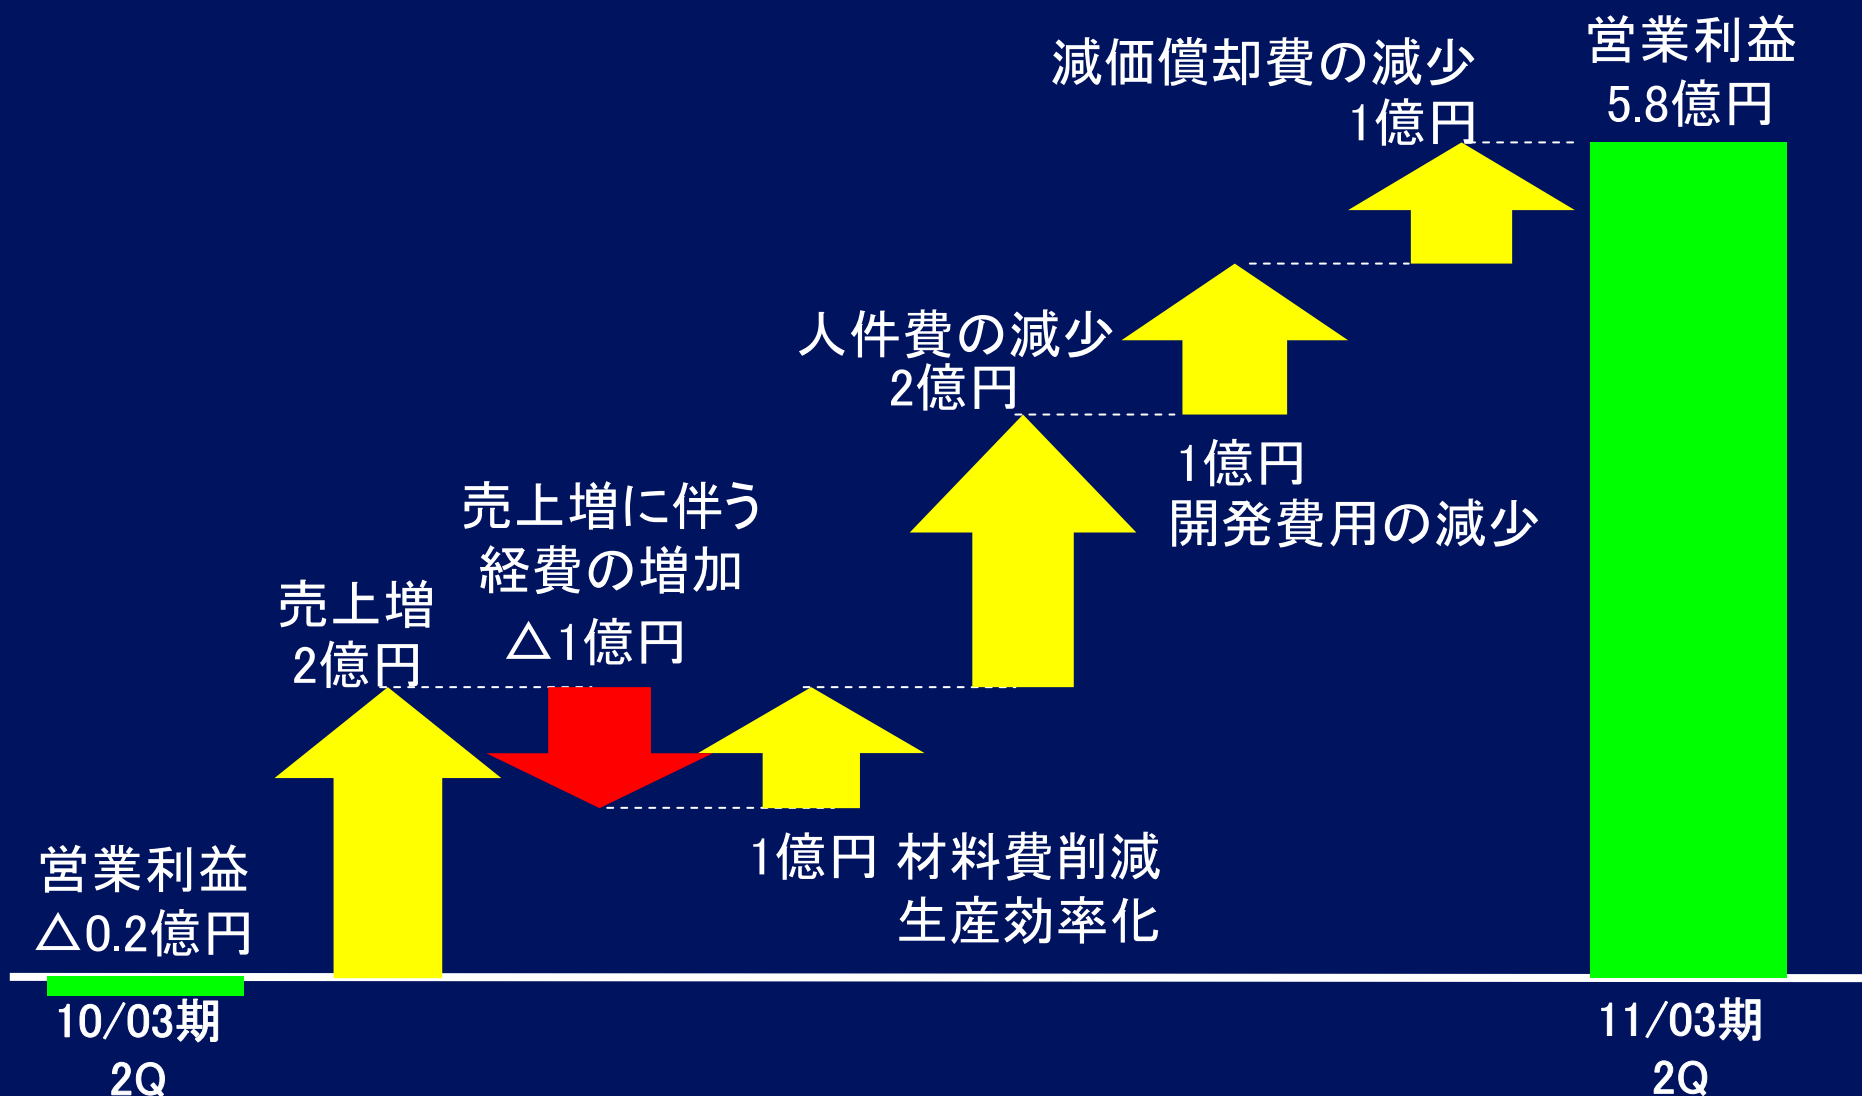 営業利益
△0.2億円
10/03期
2Q
売上増
2億円
売上増に伴う
経費の増加
△1億円
1億円 材料費削減
生産効率化
人件費の減少
2億円
1億円
開発費用の減少
減価償却費の減少
1億円
営業利益
5.8億円
11/03期
2Q